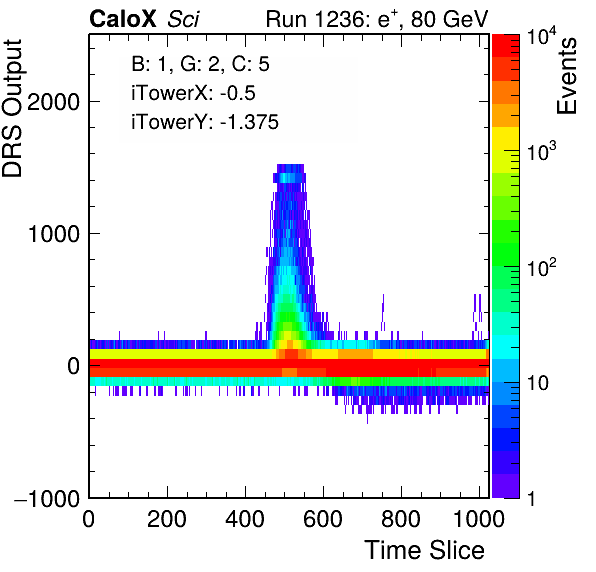 CaloX Sci Run 1236: e⁺, 80 GeV
B: 1, G: 2, C: 5
iTowerX: -0.5
iTowerY: -1.375
DRS Output
2000
1000
0
−1000
0 200 400 600 800 1000
Time Slice
Events
10⁴
10³
10²
10
1